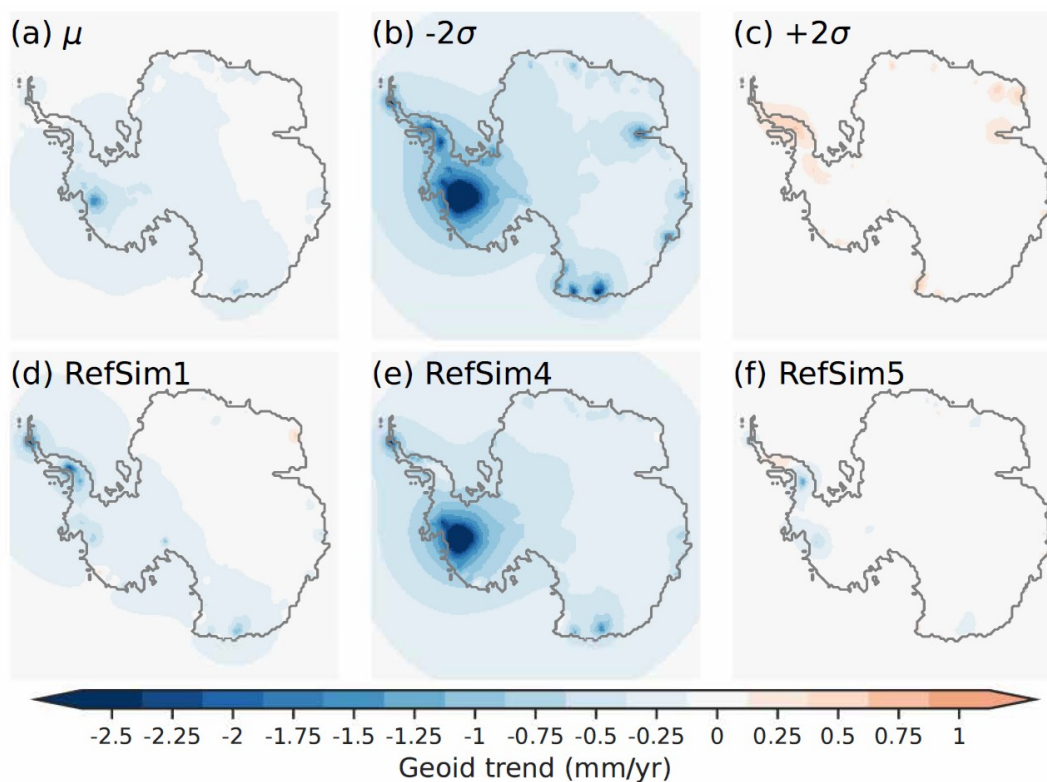 (a) μ (b) -2σ (c) +2σ
(d) RefSim1 (e) RefSim4 (f) RefSim5
-2.5 -2.25 -2 -1.75 -1.5 -1.25 -1 -0.75 -0.5 -0.25 0 0.25 0.5 0.75 1
Geoid trend (mm/yr)